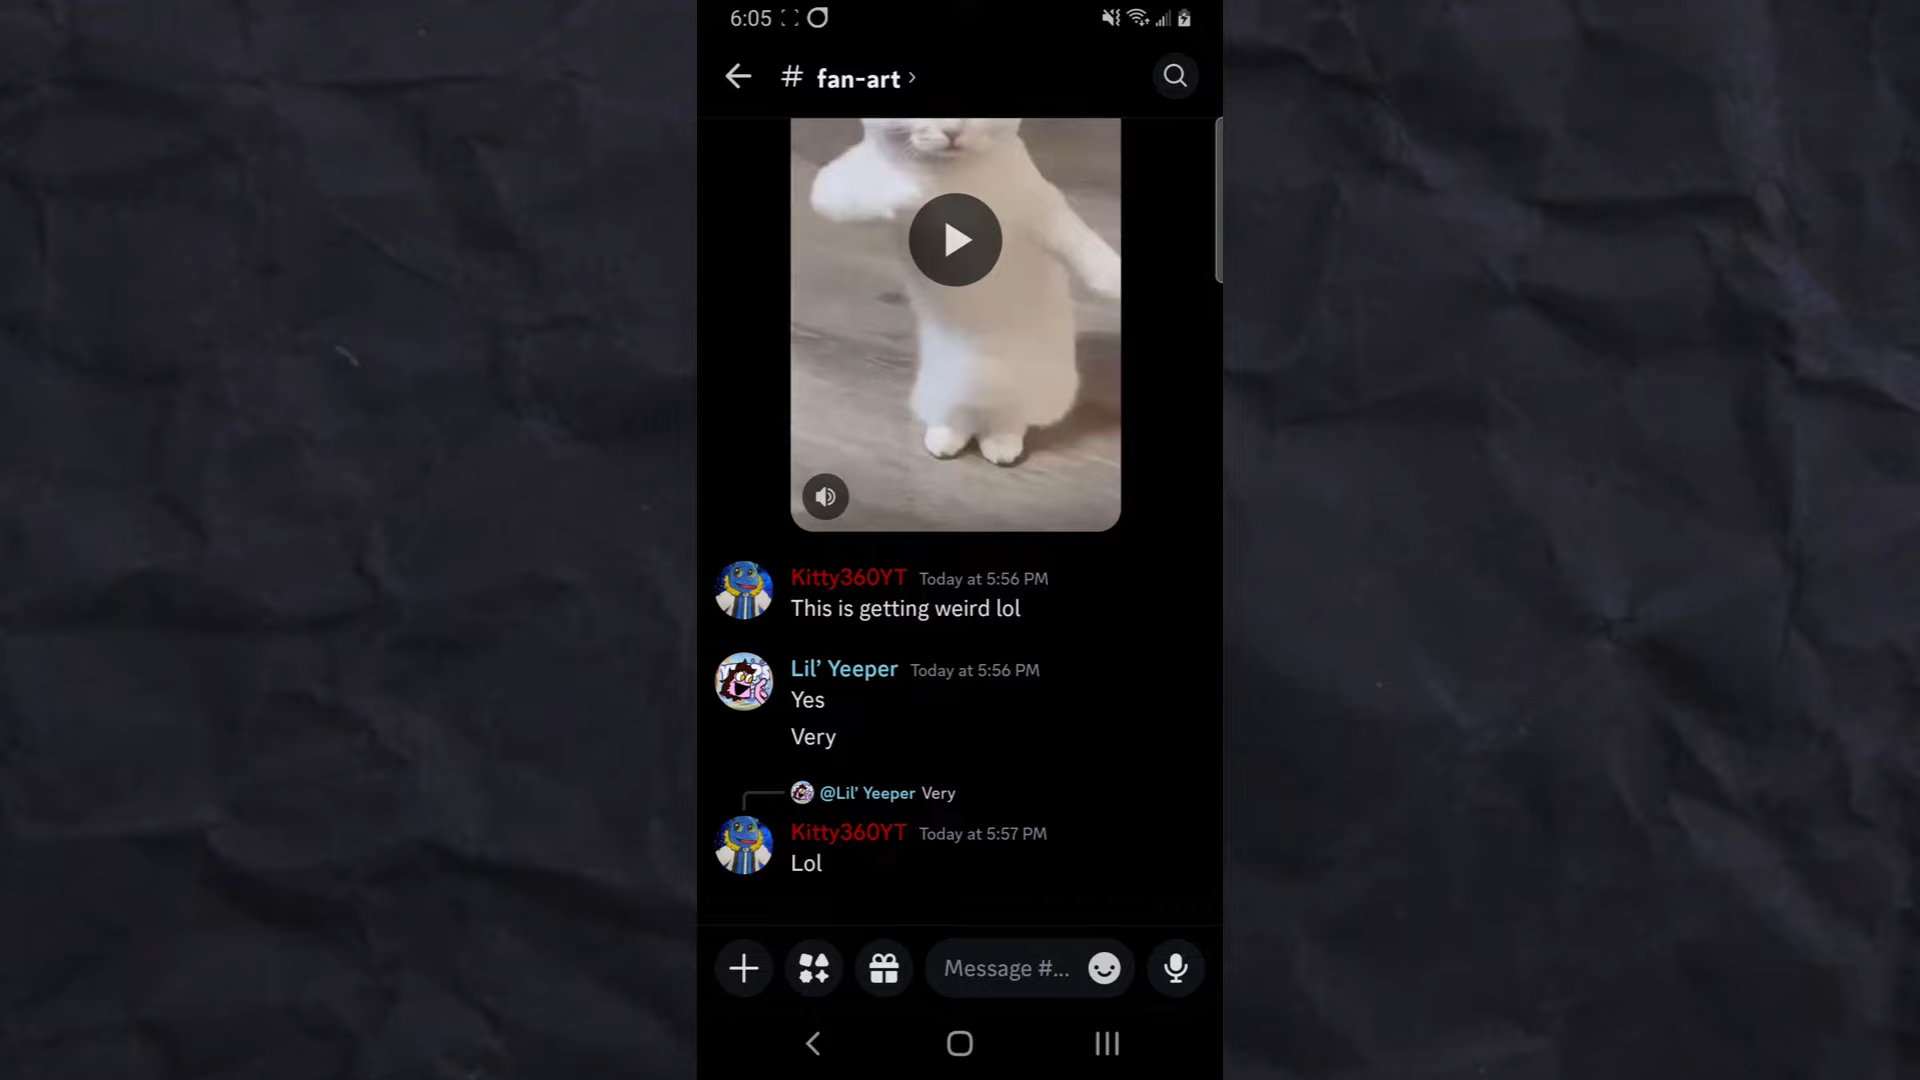 6:05
# fan-art
Kitty360YT Today at 5:56 PM
This is getting weird lol
Lil’ Yeeper Today at 5:56 PM
Yes
Very
@Lil’ Yeeper Very
Kitty360YT Today at 5:57 PM
Lol
Message #...